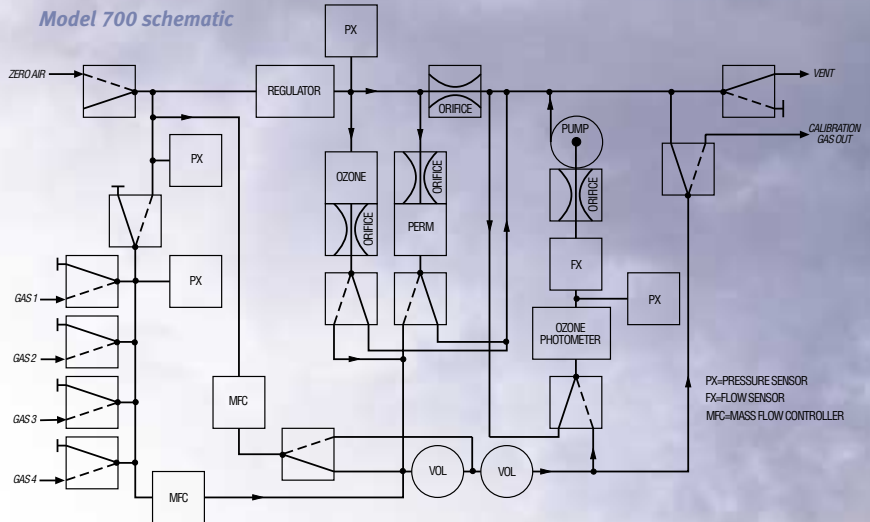 Model 700 schematic
PX
ZERO AIR
REGULATOR
ORIFICE
VENT
PUMP
CALIBRATION
GAS OUT
PX
OZONE
ORIFICE
ORIFICE
PERM
ORIFICE
FX
GAS 1
PX
PX
OZONE
PHOTOMETER
GAS 2
MFC
PX=PRESSURE SENSOR
FX=FLOW SENSOR
MFC=MASS FLOW CONTROLLER
GAS 3
VOL
VOL
GAS 4
MFC